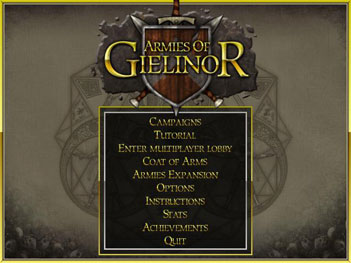 Armies Of
Gielinor
Campaigns
Tutorial
Enter multiplayer lobby
Coat of Arms
Armies Expansion
Options
Instructions
Stats
Achievements
Quit